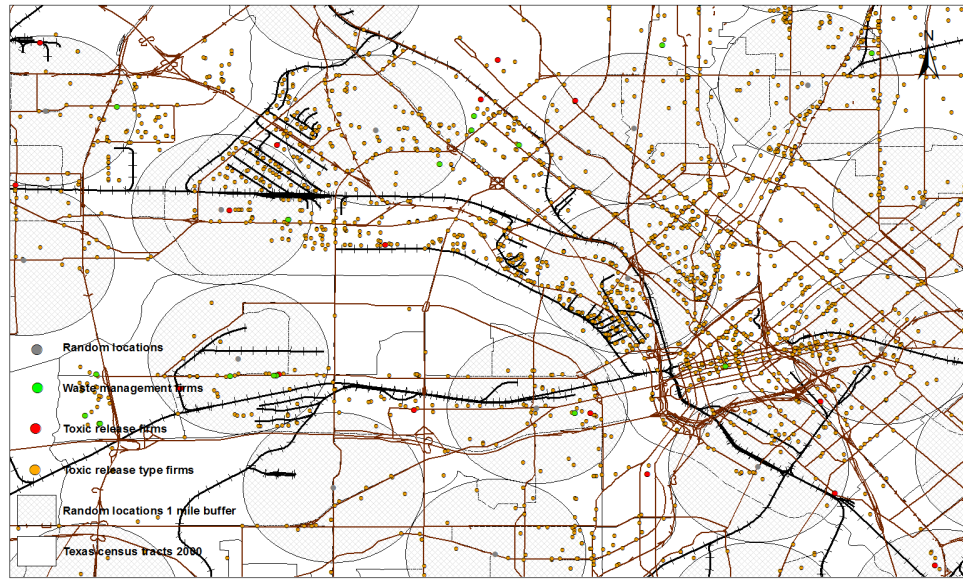 N
Random locations
Waste management firms
Toxic release firms
Toxic release type firms
Random locations 1 mile buffer
Texas census tracts 2000